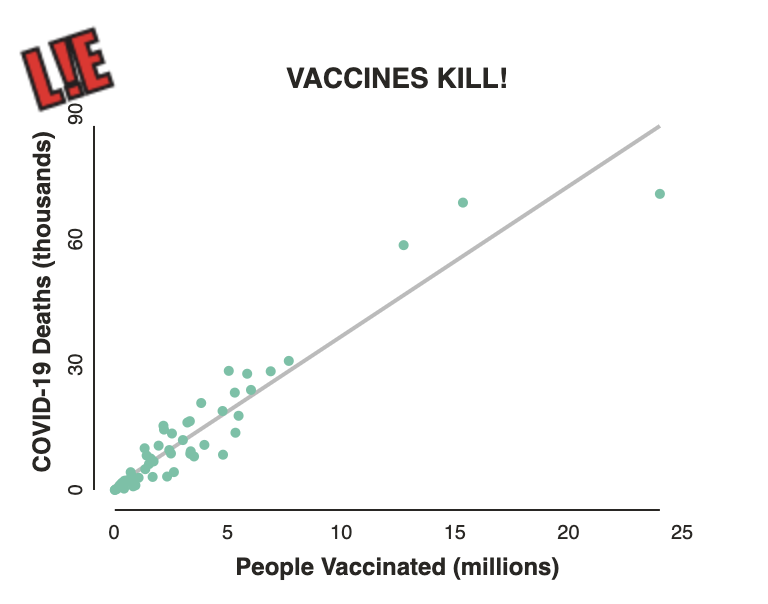 L!E
VACCINES KILL!
COVID-19 Deaths (thousands)
90
60
30
0
0 5 10 15 20 25
People Vaccinated (millions)